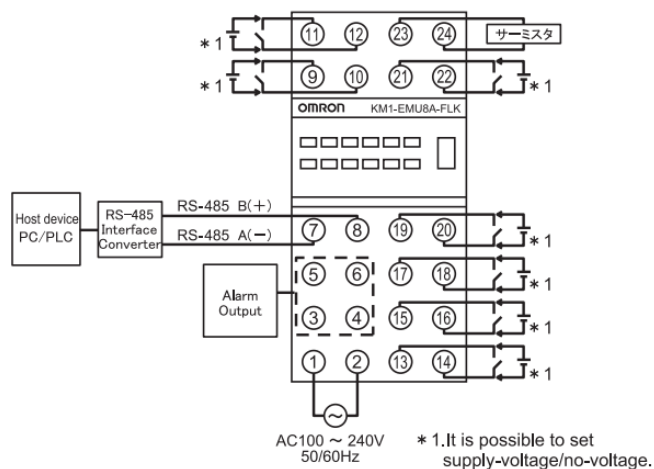 * 1 11 12 23 24 サーミスタ
* 1 9 10 21 22 * 1
OMRON KM1-EMU8A-FLK
Host device
PC/PLC
RS-485
Interface
Converter
RS-485 B(+)
RS-485 A(-)
7 8 19 20 * 1
5 6 17 18 * 1
Alarm
Output
3 4 15 16 * 1
1 2 13 14 * 1
AC100 ~ 240V
50/60Hz
* 1.It is possible to set
supply-voltage/no-voltage.